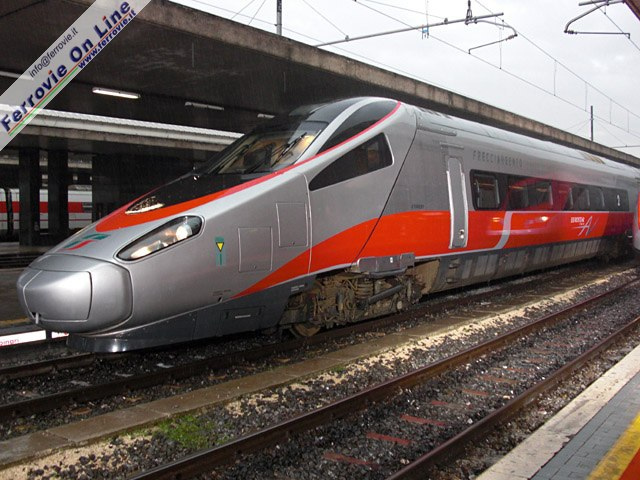 info@ferrovie.it
Ferrovie On Line
www.ferrovie.it
FRECCIARGENTO